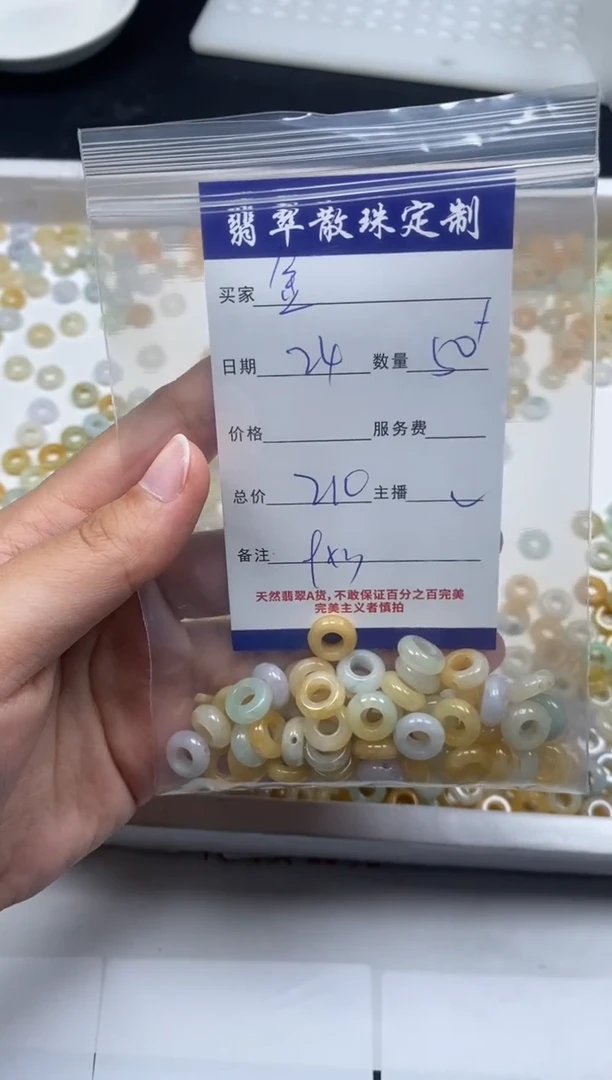 翡翠散珠定制
买家 金
日期 24 数量 50+
价格 服务费
总价 210 主播
备注
天然翡翠A货,不敢保证百分之百完美
完美主义者慎拍